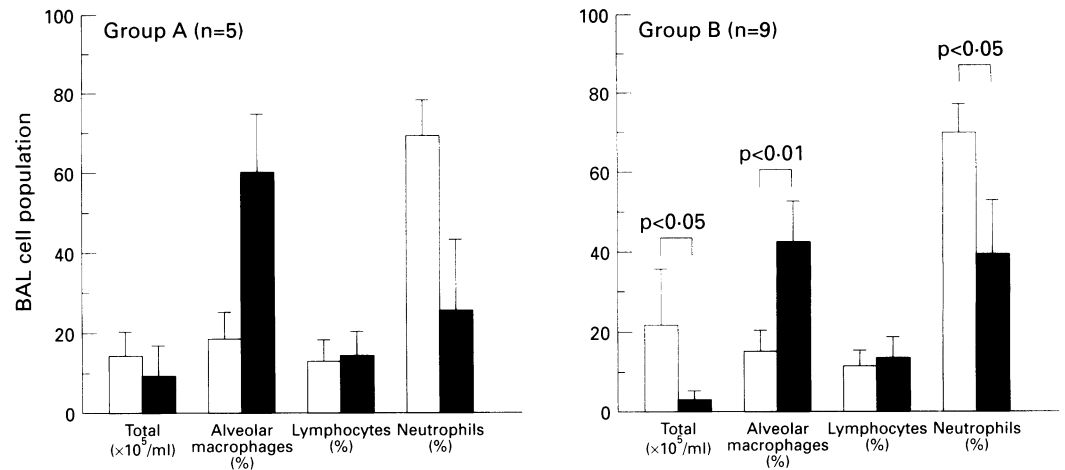 Group A (n=5)
BAL cell population
100
80
60
40
20
0
Total
(×10⁵/ml)
Alveolar
macrophages
(%)
Lymphocytes
(%)
Neutrophils
(%)
Group B (n=9)
100
80
60
40
20
0
p<0·05
p<0·01
p<0·05
Total
(×10⁵/ml)
Alveolar
macrophages
(%)
Lymphocytes
(%)
Neutrophils
(%)